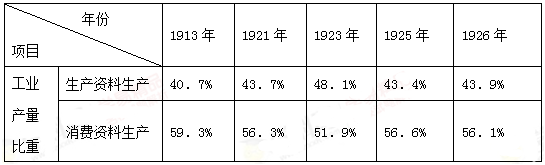 年份
项目
1913 年 1921 年 1923 年 1925 年 1926 年
工业产量比重
生产资料生产 40．7% 43．7% 48．1% 43．4% 43．9%
消费资料生产 59．3% 56．3% 51．9% 56．6% 56．1%